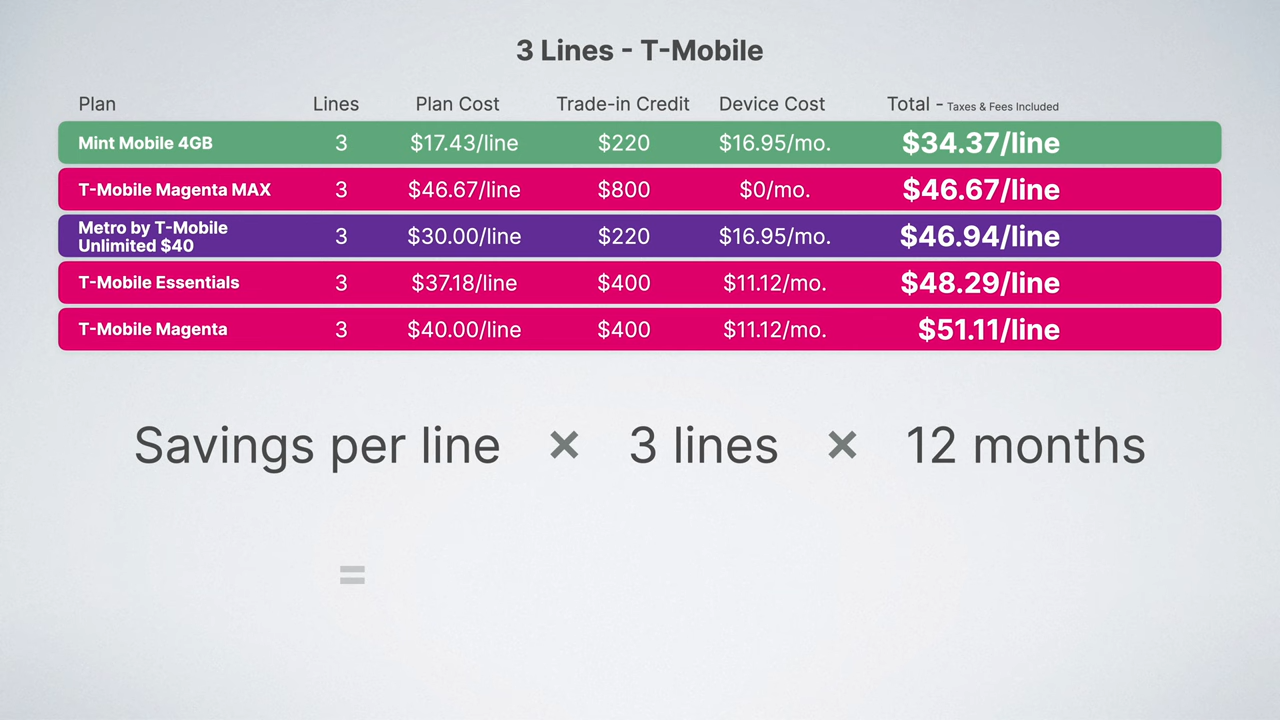 3 Lines - T-Mobile
Plan Lines Plan Cost Trade-in Credit Device Cost Total - Taxes & Fees Included
Mint Mobile 4GB 3 $17.43/line $220 $16.95/mo. $34.37/line
T-Mobile Magenta MAX 3 $46.67/line $800 $0/mo. $46.67/line
Metro by T-Mobile
Unlimited $40 3 $30.00/line $220 $16.95/mo. $46.94/line
T-Mobile Essentials 3 $37.18/line $400 $11.12/mo. $48.29/line
T-Mobile Magenta 3 $40.00/line $400 $11.12/mo. $51.11/line
Savings per line × 3 lines × 12 months
=